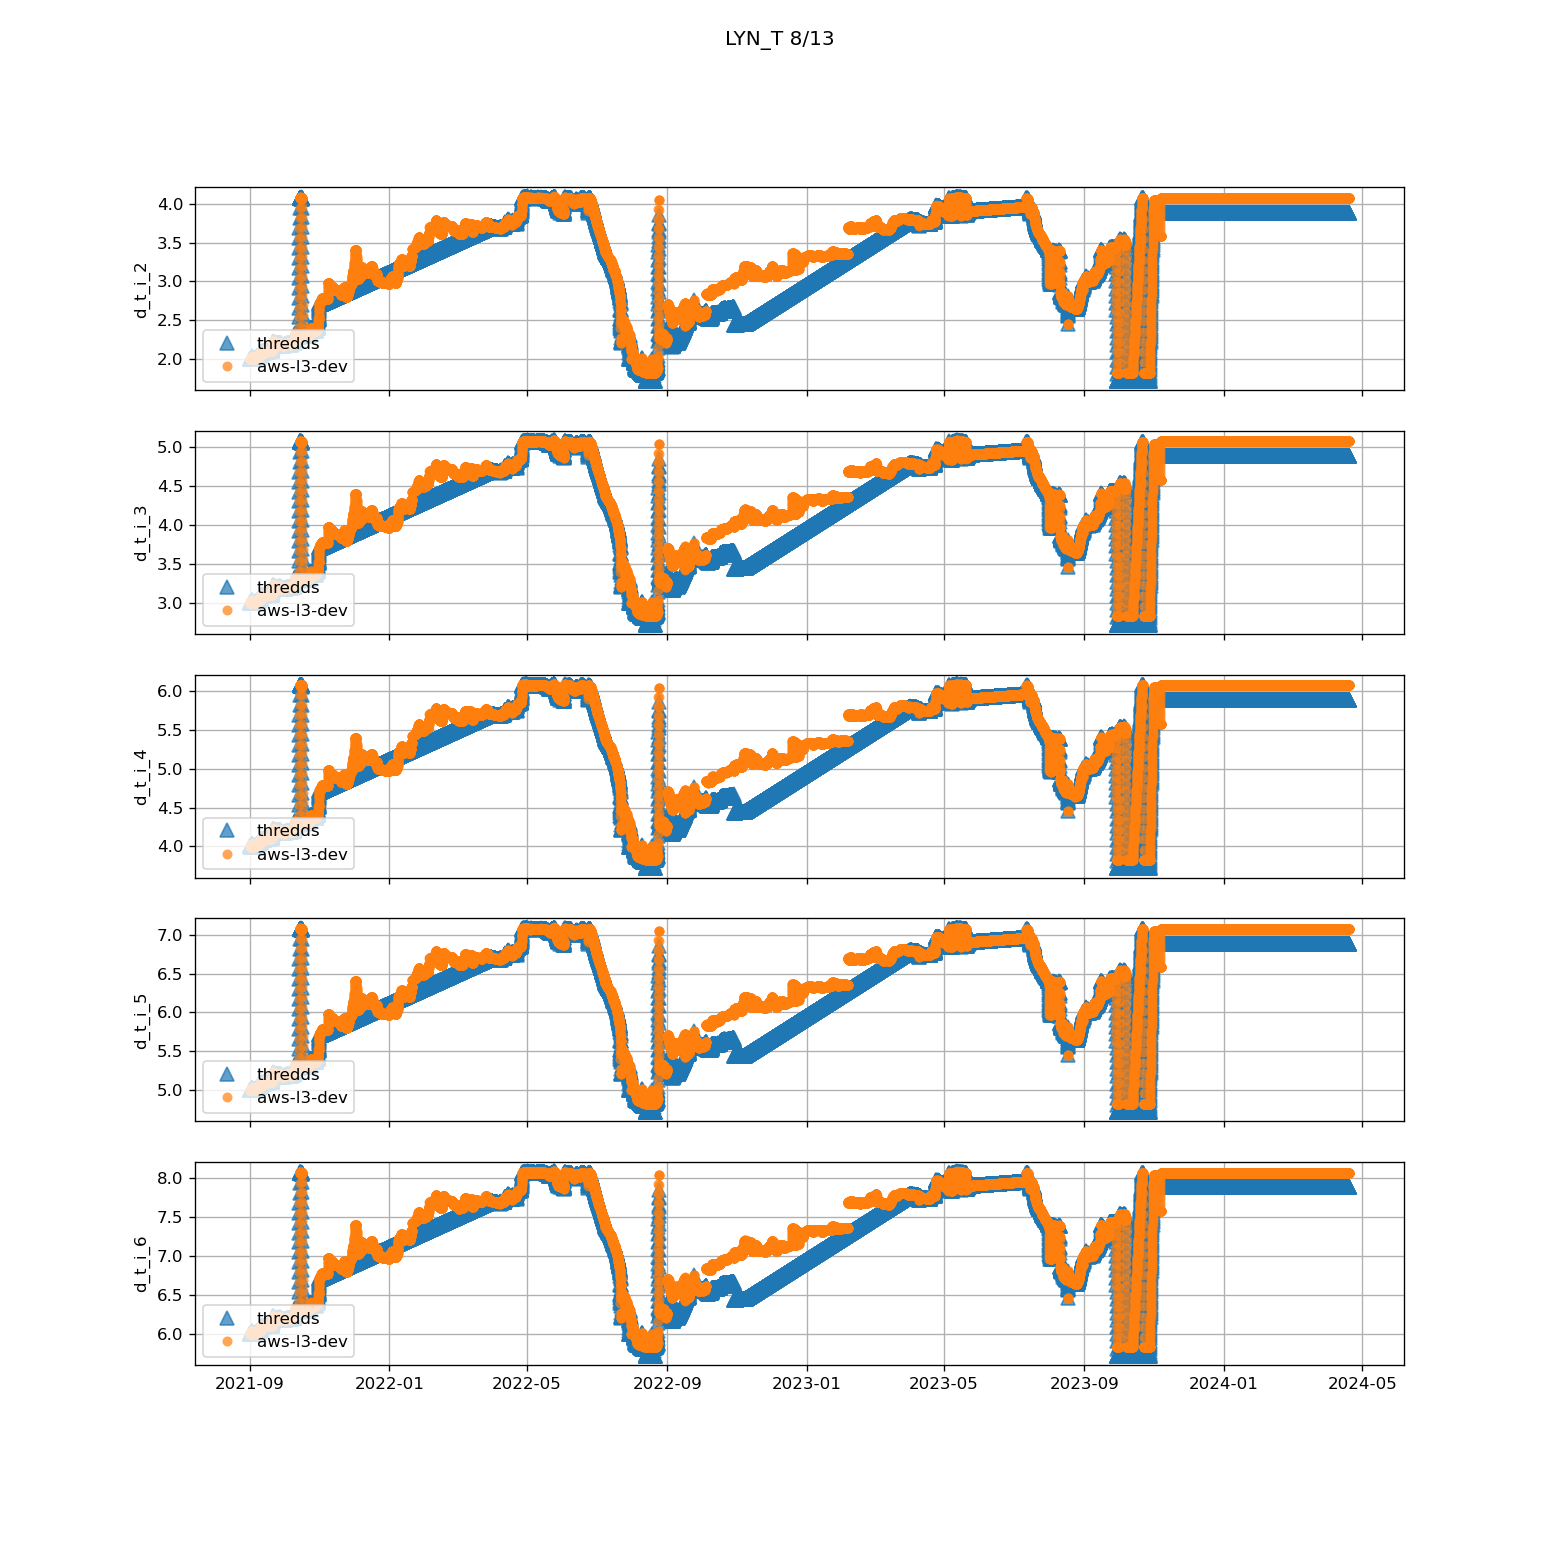 LYN_T 8/13
4.0
3.5
3.0
2.5
2.0
d_t_i_2
thredds
aws-l3-dev
5.0
4.5
4.0
3.5
3.0
d_t_i_3
thredds
aws-l3-dev
6.0
5.5
5.0
4.5
4.0
d_t_i_4
thredds
aws-l3-dev
7.0
6.5
6.0
5.5
5.0
d_t_i_5
thredds
aws-l3-dev
8.0
7.5
7.0
6.5
6.0
d_t_i_6
thredds
aws-l3-dev
2021-09 2022-01 2022-05 2022-09 2023-01 2023-05 2023-09 2024-01 2024-05